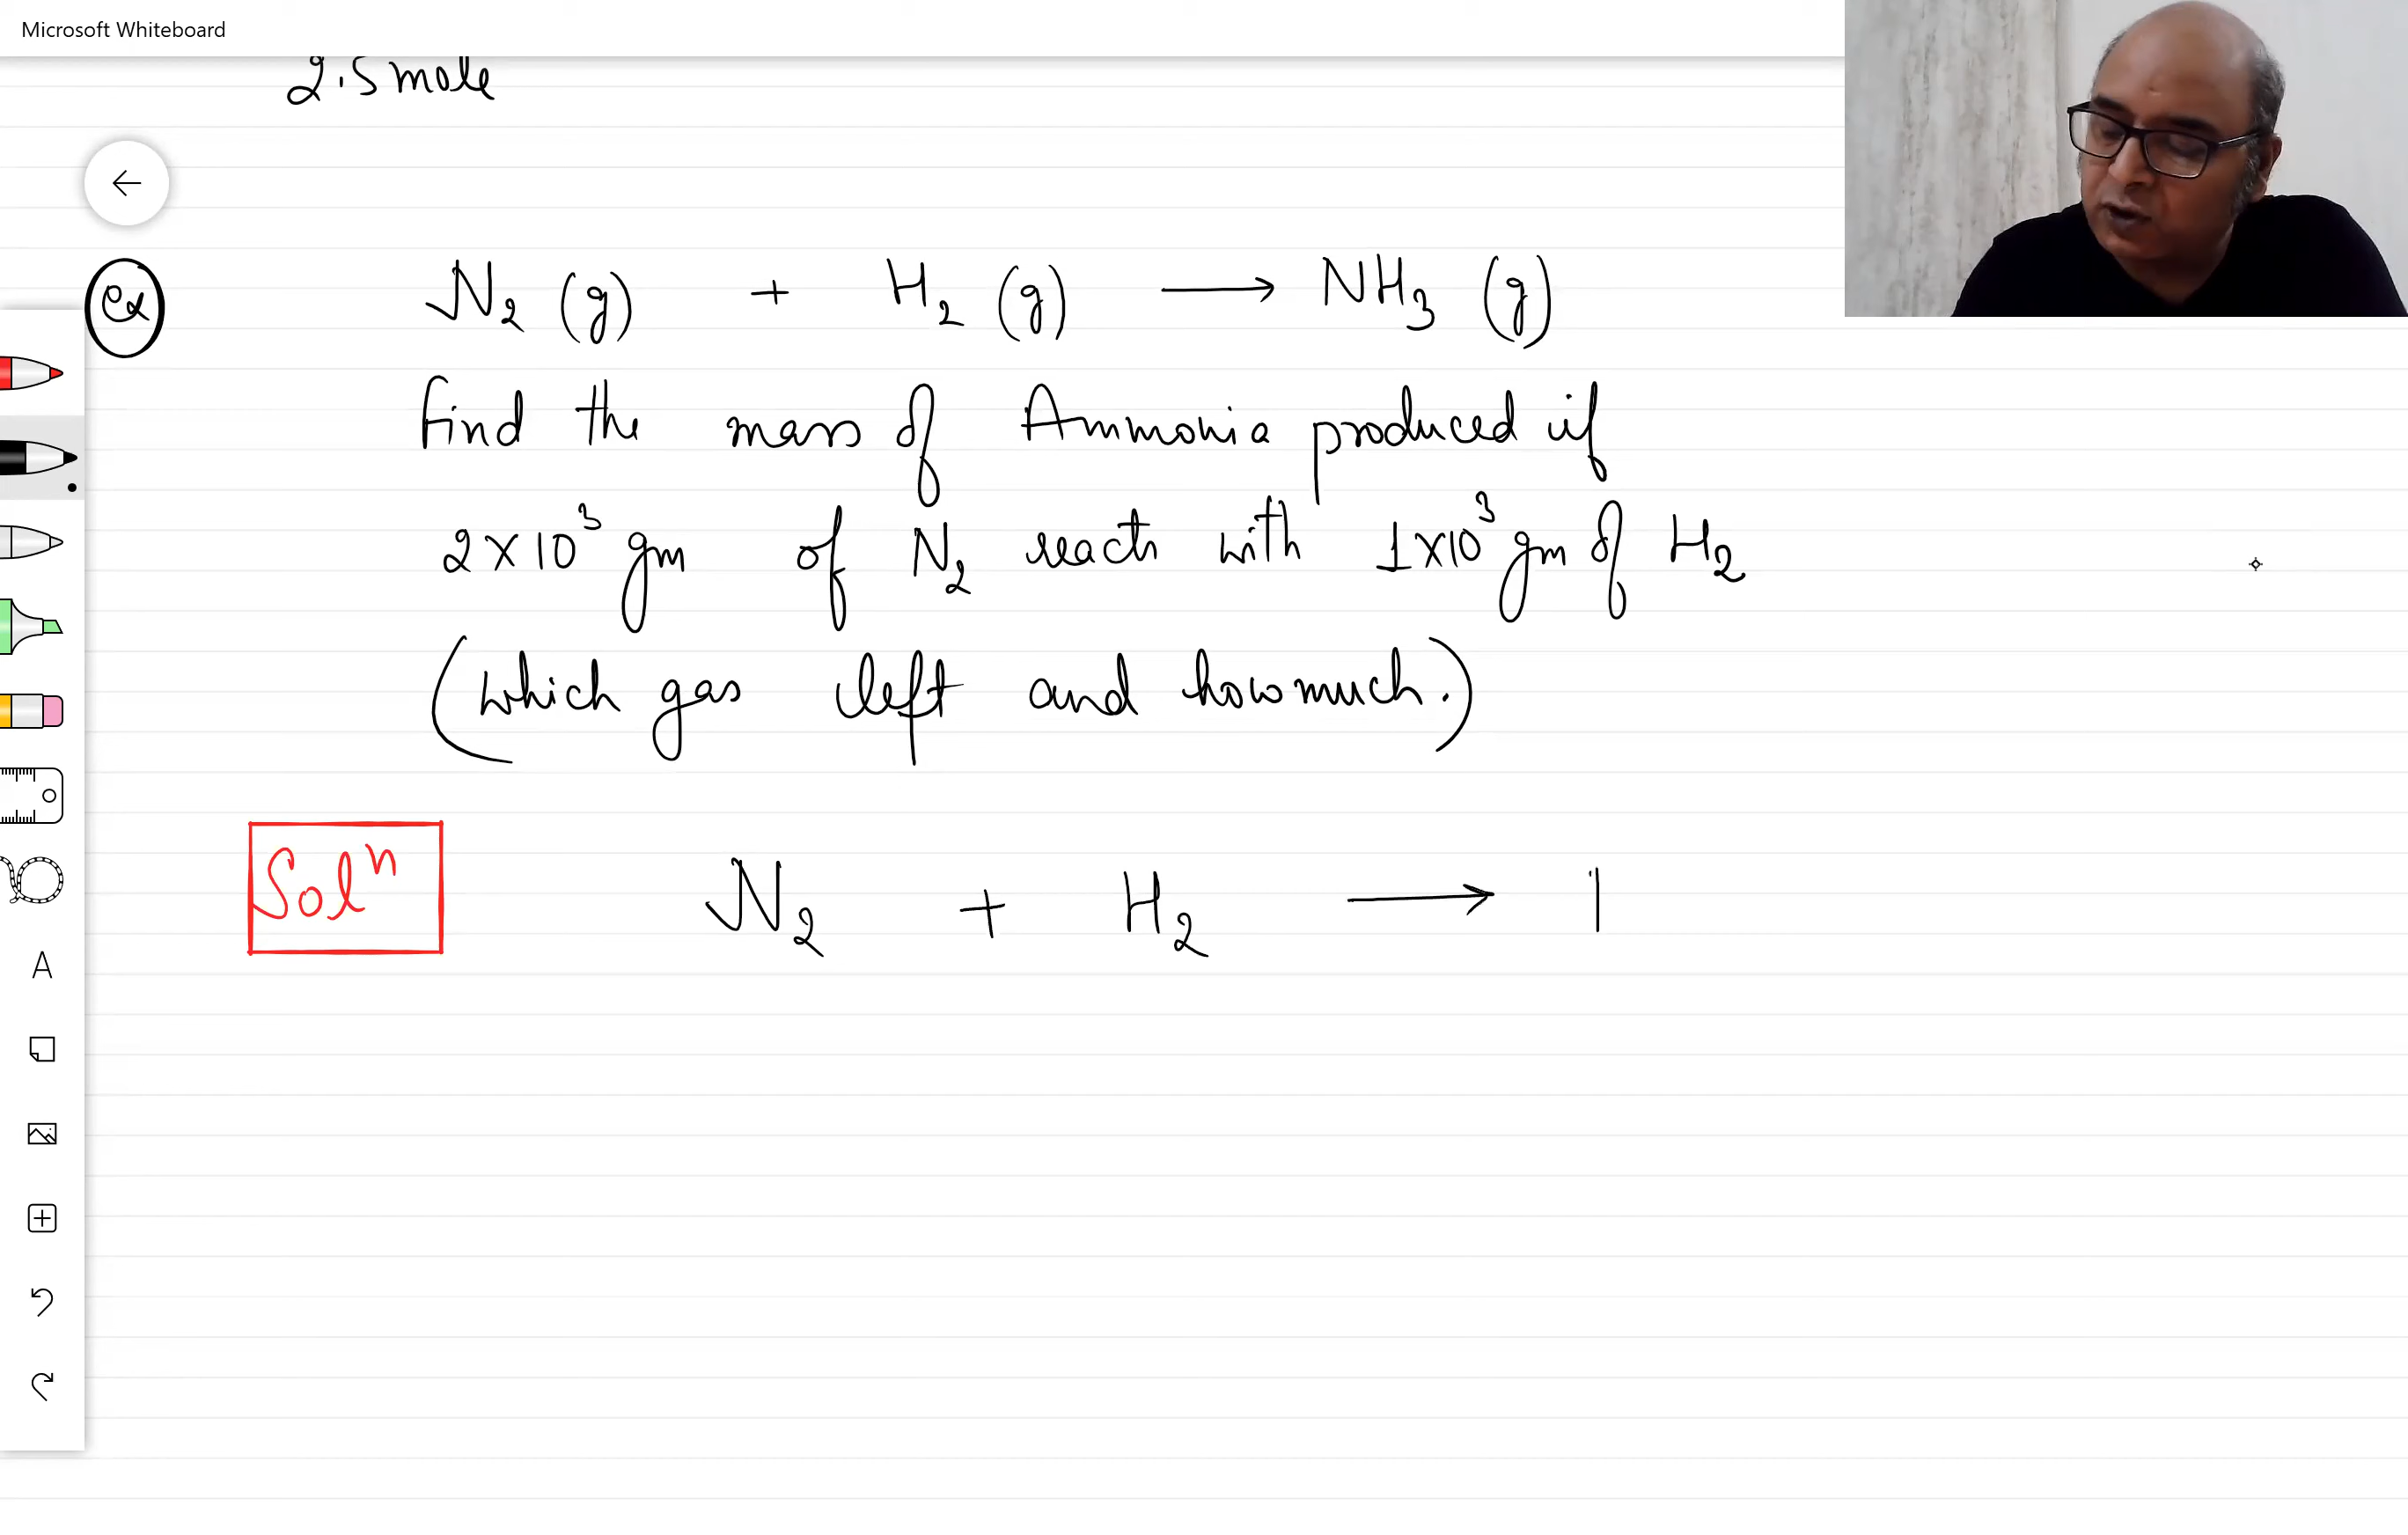 Microsoft Whiteboard
2.5 mole
ex N₂ (g) + H₂ (g) ⟶ NH₃ (g)
find the mass of Ammonia produced if
2×10³ gm of N₂ reacts with 1×10³ gm of H₂
(which gas left and how much.)
Solⁿ N₂ + H₂ ⟶
A